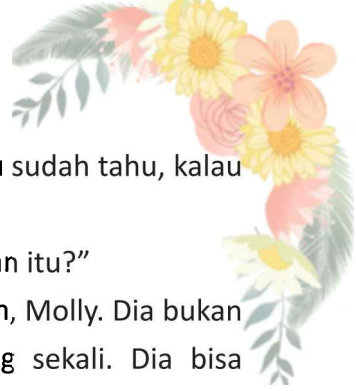 sudah tahu, kalau
itu?”
Molly. Dia bukan
sekali. Dia bisa